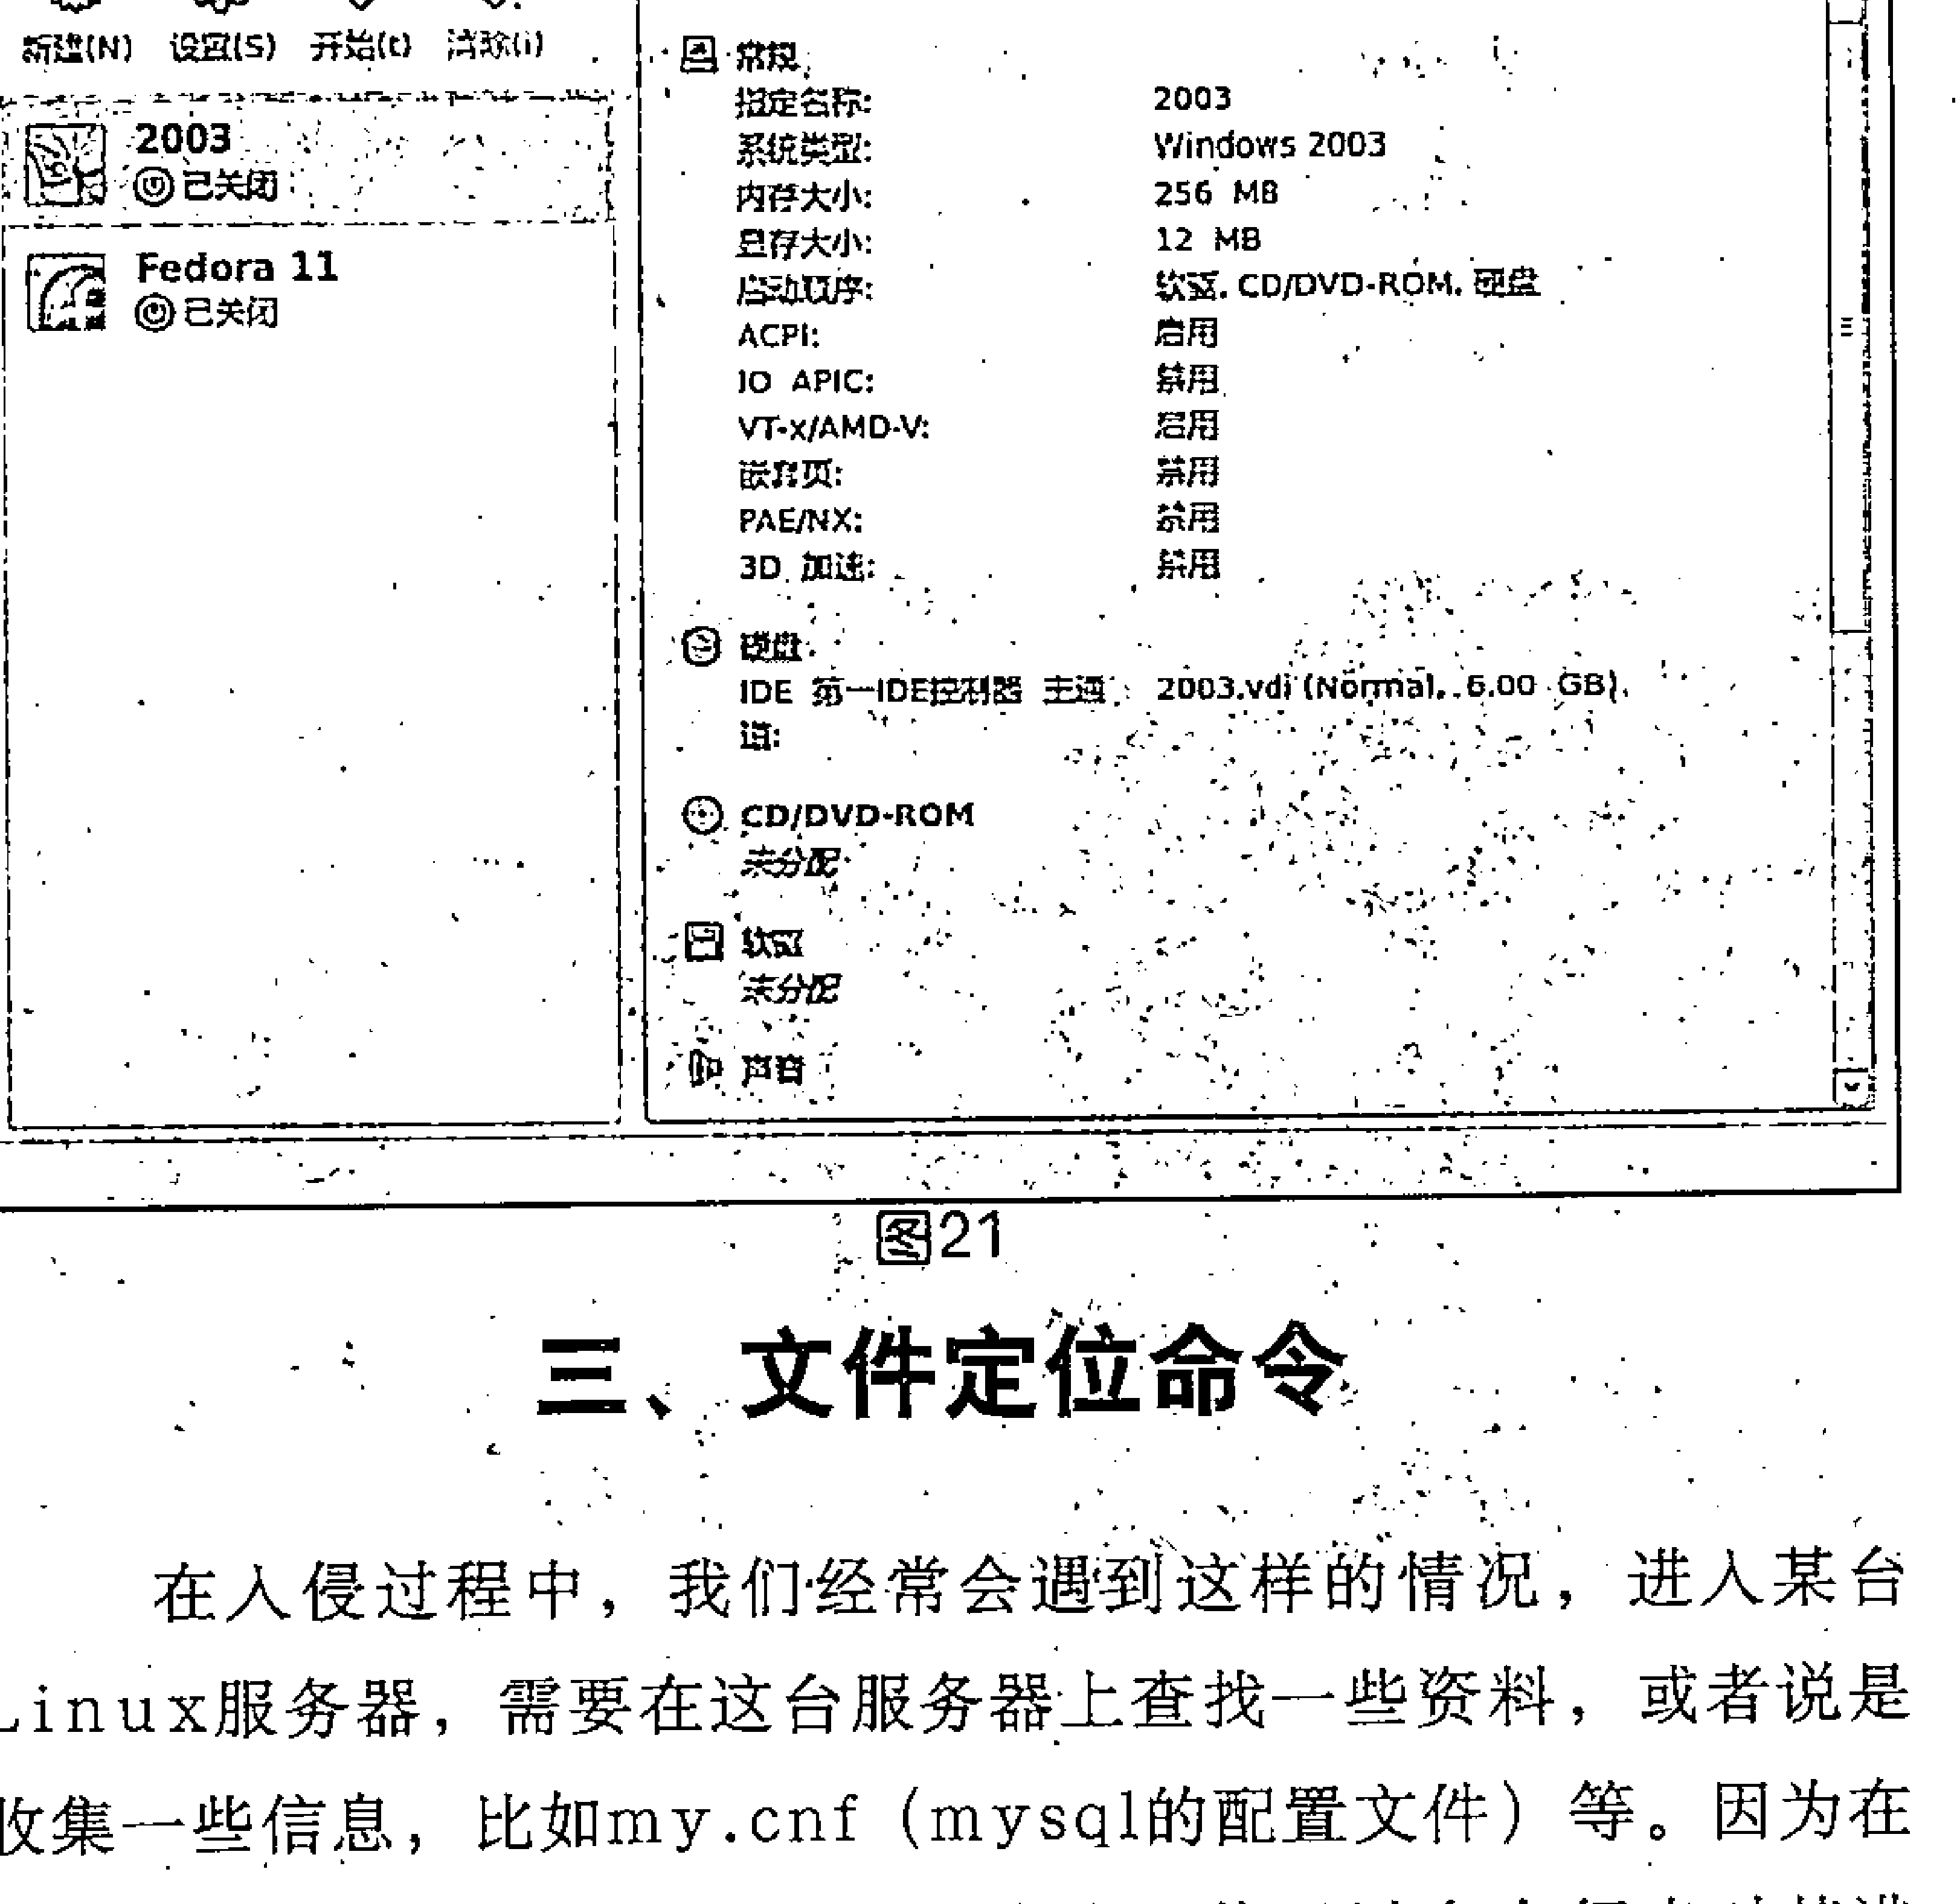 新建(N) 设置(S) 开始(t) 清除(i)
2003
已关闭
Fedora 11
已关闭
常规
指定名称: 2003
系统类型: Windows 2003
内存大小: 256 MB
显存大小: 12 MB
启动顺序: 软驱, CD/DVD-ROM, 硬盘
ACPI: 启用
IO APIC: 禁用
VT-x/AMD-V: 启用
嵌套页: 禁用
PAE/NX: 禁用
3D 加速: 禁用
硬盘
IDE 第一IDE控制器 主通 2003.vdi (Normal, 6.00 GB)
道:
CD/DVD-ROM
未分配
软驱
未分配
声音
图21
三、文件定位命令
在入侵过程中，我们经常会遇到这样的情况，进入某台
Linux服务器，需要在这台服务器上查找一些资料，或者说是
收集一些信息，比如my.cnf（mysql的配置文件）等。因为在